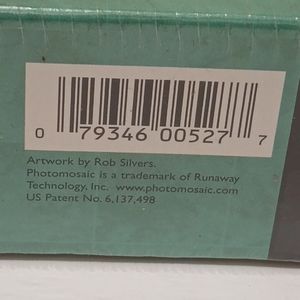 0 79346 00527 7
Artwork by Rob Silvers.
Photomosaic is a trademark of Runaway
Technology, Inc. www.photomosaic.com
US Patent No. 6,137,498